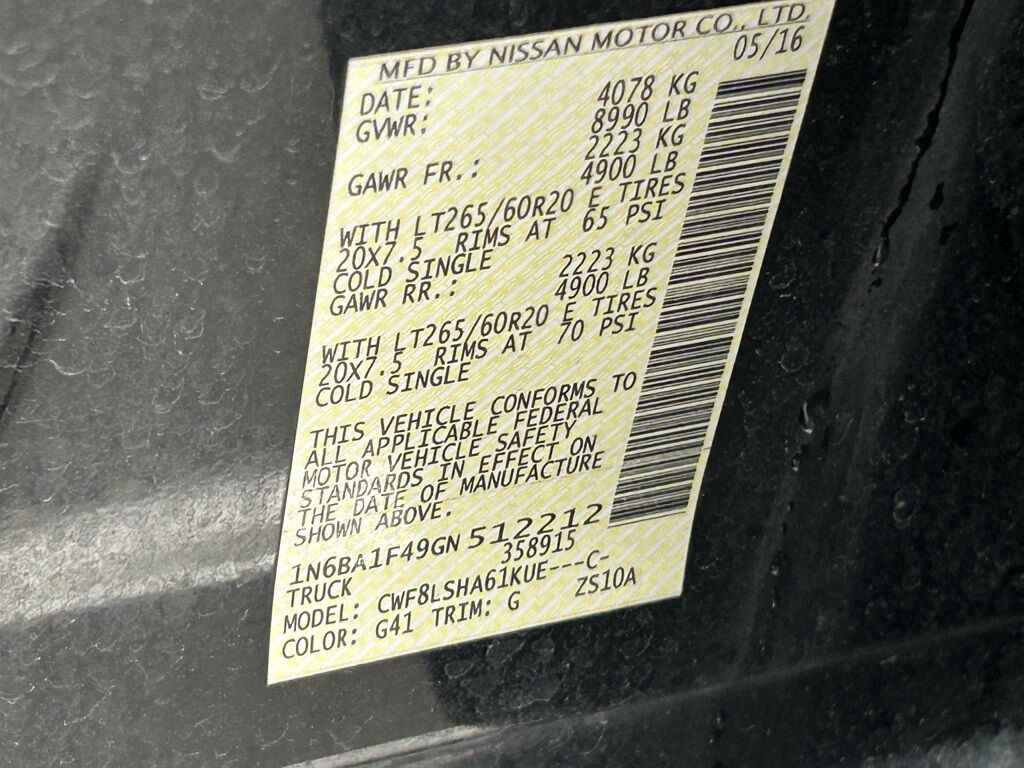 MFD BY NISSAN MOTOR CO., LTD.
DATE: 05/16
GVWR: 4078 KG
8990 LB
GAWR FR.: 2223 KG
4900 LB
WITH LT265/60R20 E TIRES
20X7.5 RIMS AT 65 PSI
COLD SINGLE
GAWR RR.: 2223 KG
4900 LB
WITH LT265/60R20 E TIRES
20X7.5 RIMS AT 70 PSI
COLD SINGLE
THIS VEHICLE CONFORMS TO
ALL APPLICABLE FEDERAL
MOTOR VEHICLE SAFETY
STANDARDS IN EFFECT ON
THE DATE OF MANUFACTURE
SHOWN ABOVE.
1N6BA1F49GN 512212
TRUCK 358915
MODEL: CWF8LSHA61KUE---C-
COLOR: G41 TRIM: G ZS10A